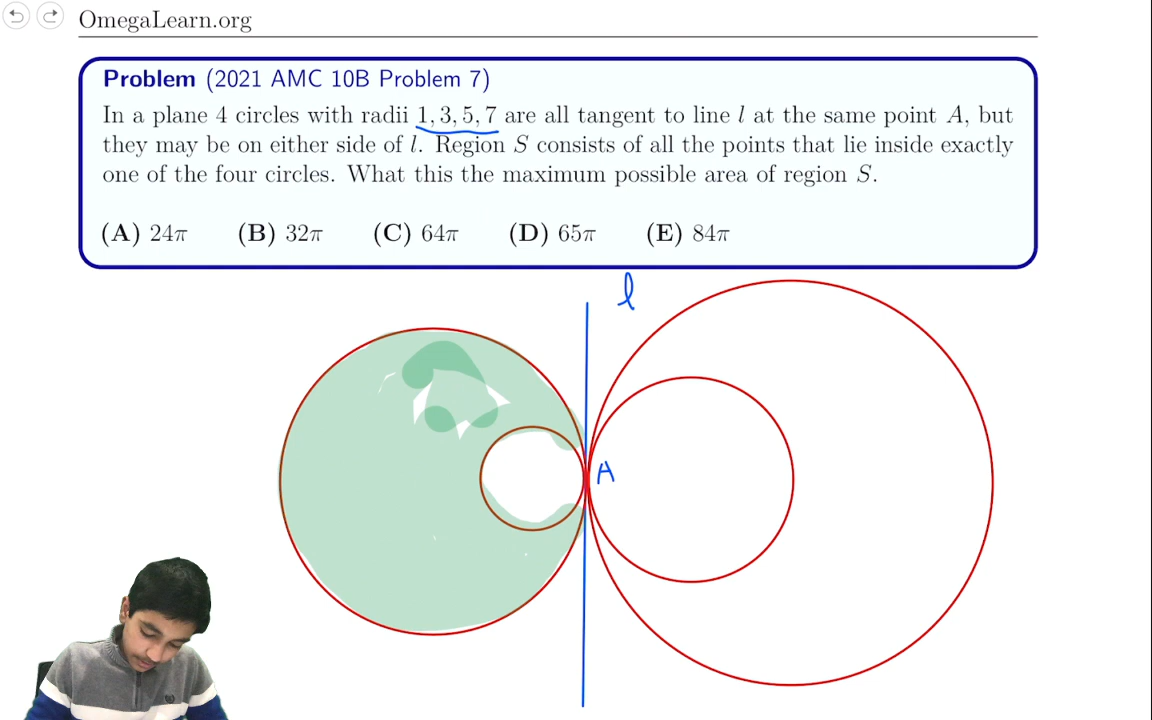 OmegaLearn.org
Problem (2021 AMC 10B Problem 7)
In a plane 4 circles with radii 1, 3, 5, 7 are all tangent to line l at the same point A, but
they may be on either side of l. Region S consists of all the points that lie inside exactly
one of the four circles. What this the maximum possible area of region S.
(A) 24π (B) 32π (C) 64π (D) 65π (E) 84π
l
A